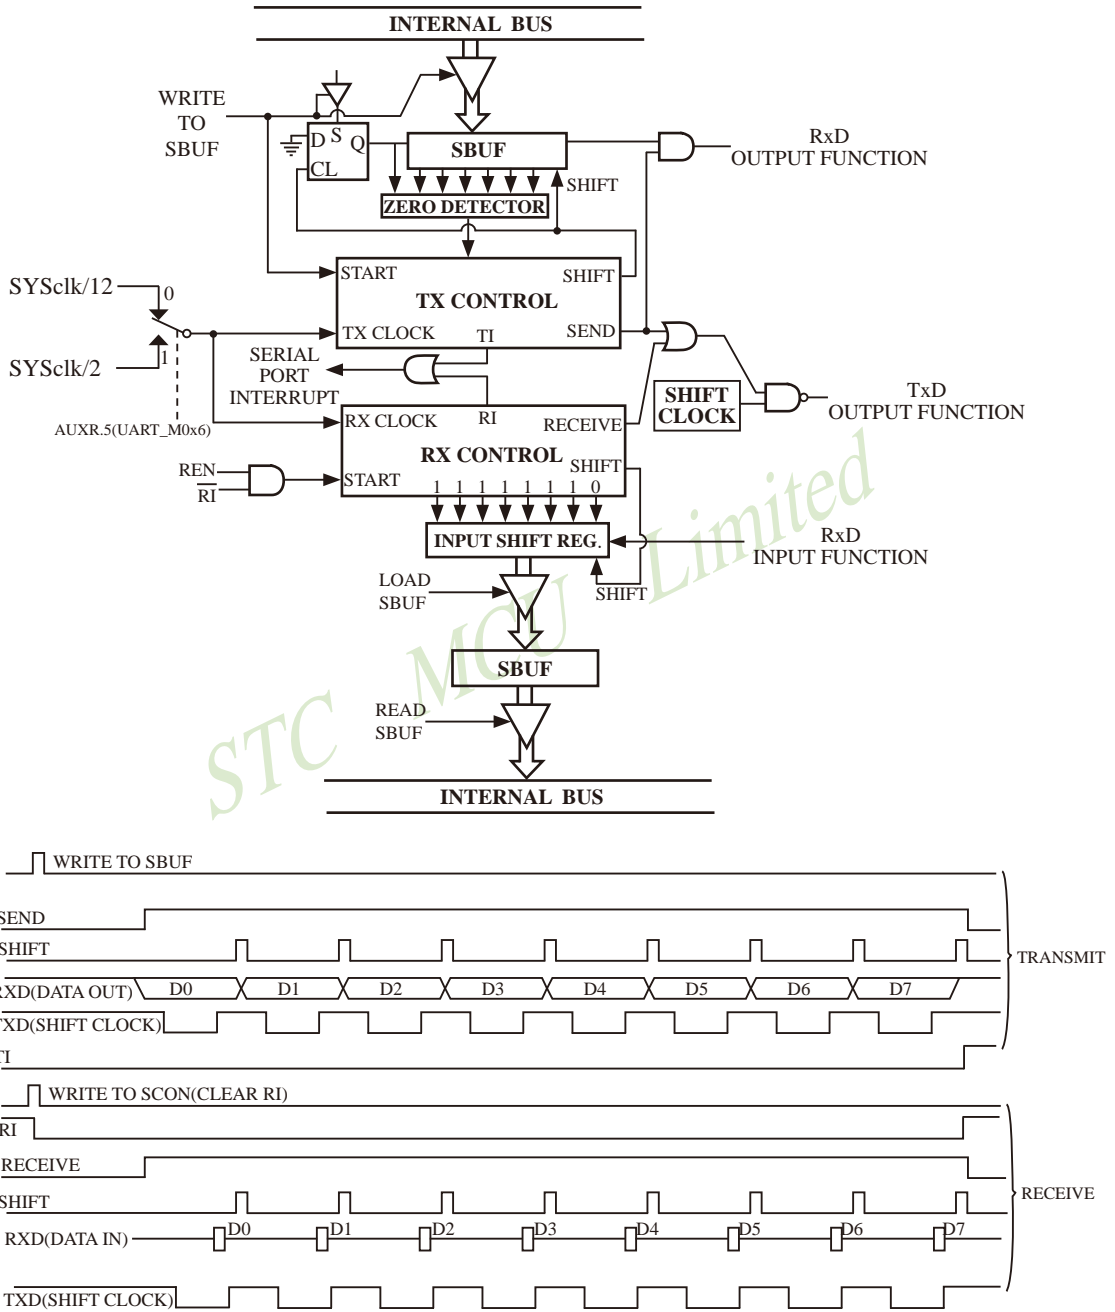 INTERNAL BUS
WRITE
TO
SBUF
D S Q
CL
SBUF
RxD
OUTPUT FUNCTION
SHIFT
ZERO DETECTOR
START
SHIFT
TX CONTROL
SYSclk/12
0
TX CLOCK
TI
SEND
SYSclk/2
1
SERIAL
PORT
INTERRUPT
SHIFT
CLOCK
TxD
OUTPUT FUNCTION
AUXR.5(UART_M0x6)
RX CLOCK
RI
RECEIVE
RX CONTROL
SHIFT
REN
RI
START
1 1 1 1 1 1 1 0
INPUT SHIFT REG.
RxD
INPUT FUNCTION
LOAD
SBUF
SHIFT
SBUF
READ
SBUF
INTERNAL BUS
STC MCU Limited
WRITE TO SBUF
SEND
SHIFT
TRANSMIT
RXD(DATA OUT) D0 D1 D2 D3 D4 D5 D6 D7
TXD(SHIFT CLOCK)
TI
WRITE TO SCON(CLEAR RI)
RI
RECEIVE
SHIFT
RECEIVE
RXD(DATA IN) D0 D1 D2 D3 D4 D5 D6 D7
TXD(SHIFT CLOCK)